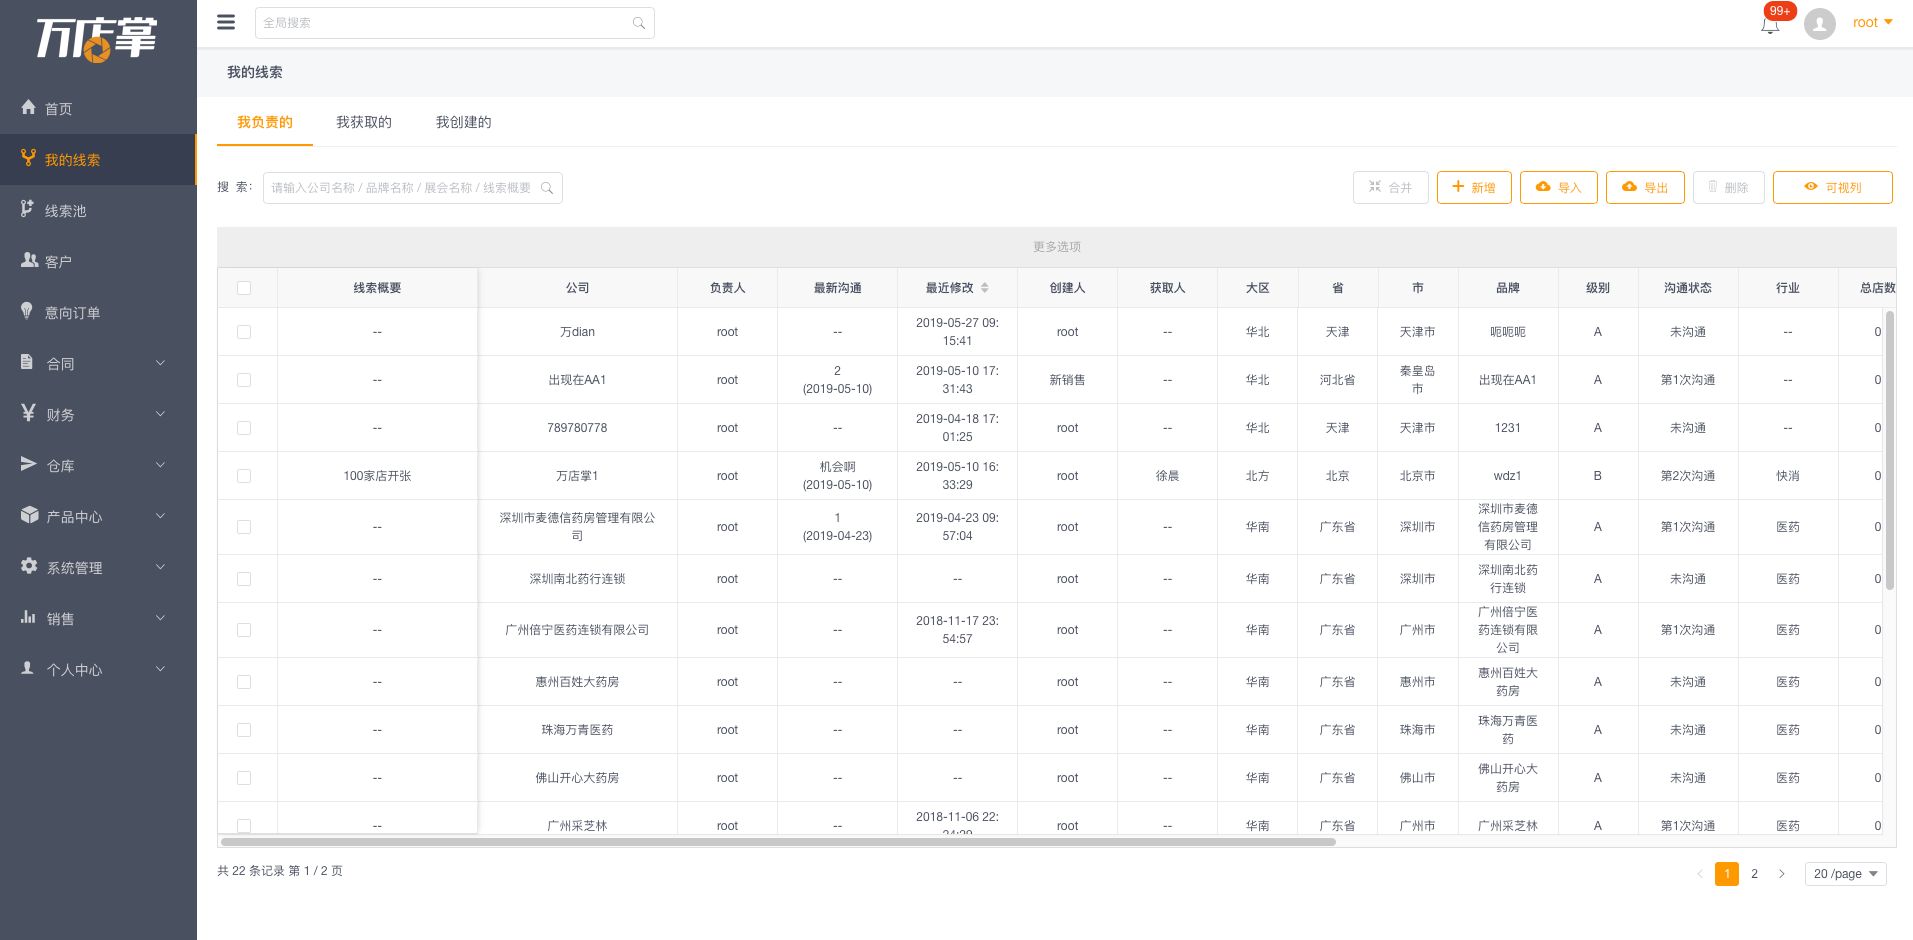 万店掌
全局搜索
99+
root
首页
我的线索
线索池
客户
意向订单
合同
财务
仓库
产品中心
系统管理
销售
个人中心
我的线索
我负责的 我获取的 我创建的
搜 索: 请输入公司名称 / 品牌名称 / 展会名称 / 线索概要
合并 新增 导入 导出 删除 可视列
更多选项
线索概要 公司 负责人 最新沟通 最近修改 创建人 获取人 大区 省 市 品牌 级别 沟通状态 行业 总店数
-- 万dian root -- 2019-05-27 09:15:41 root -- 华北 天津 天津市 呃呃呃 A 未沟通 -- 0
-- 出现在AA1 root 2 (2019-05-10) 2019-05-10 17:31:43 新销售 -- 华北 河北省 秦皇岛市 出现在AA1 A 第1次沟通 -- 0
-- 789780778 root -- 2019-04-18 17:01:25 root -- 华北 天津 天津市 1231 A 未沟通 -- 0
100家店开张 万店掌1 root 机会啊 (2019-05-10) 2019-05-10 16:33:29 root 徐晨 北方 北京 北京市 wdz1 B 第2次沟通 快消 0
-- 深圳市麦德信药房管理有限公司 root 1 (2019-04-23) 2019-04-23 09:57:04 root -- 华南 广东省 深圳市 深圳市麦德信药房管理有限公司 A 第1次沟通 医药 0
-- 深圳南北药行连锁 root -- -- root -- 华南 广东省 深圳市 深圳南北药行连锁 A 未沟通 医药 0
-- 广州倍宁医药连锁有限公司 root -- 2018-11-17 23:54:57 root -- 华南 广东省 广州市 广州倍宁医药连锁有限公司 A 第1次沟通 医药 0
-- 惠州百姓大药房 root -- -- root -- 华南 广东省 惠州市 惠州百姓大药房 A 未沟通 医药 0
-- 珠海万青医药 root -- -- root -- 华南 广东省 珠海市 珠海万青医药 A 未沟通 医药 0
-- 佛山开心大药房 root -- -- root -- 华南 广东省 佛山市 佛山开心大药房 A 未沟通 医药 0
-- 广州采芝林 root -- 2018-11-06 22: root -- 华南 广东省 广州市 广州采芝林 A 第1次沟通 医药 0
共 22 条记录 第 1 / 2 页
1 2 20 /page